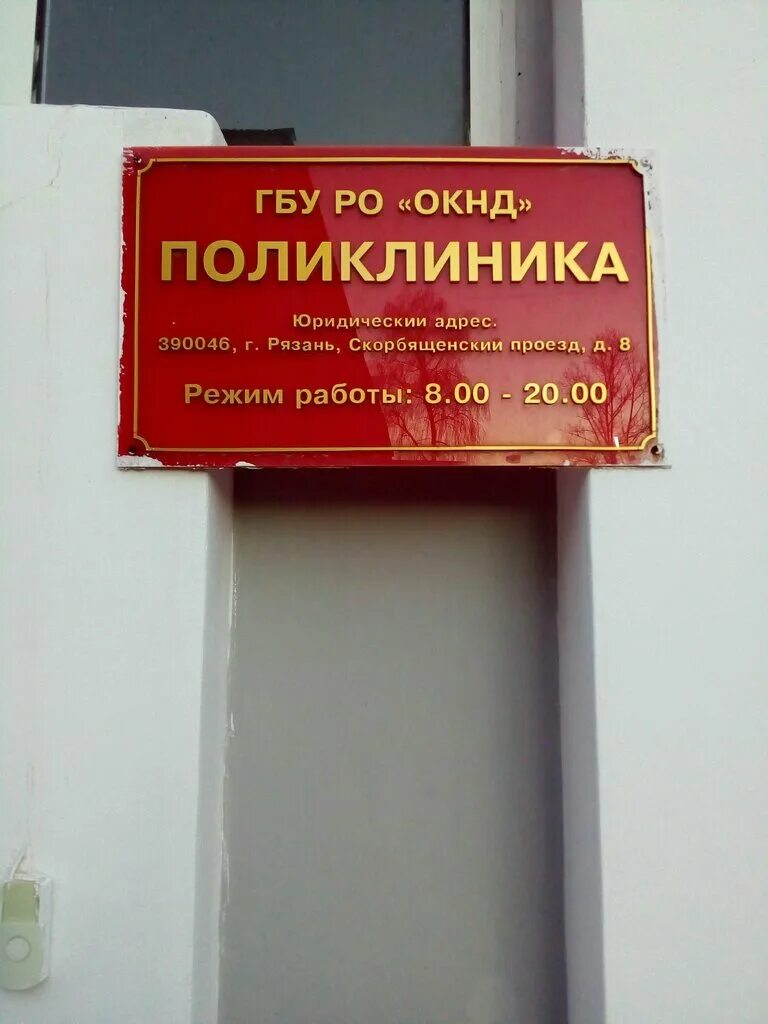 ГБУ РО «ОКНД»
ПОЛИКЛИНИКА
Юридический адрес.
390046, г. Рязань, Скорбященский проезд, д. 8
Режим работы: 8.00 - 20.00